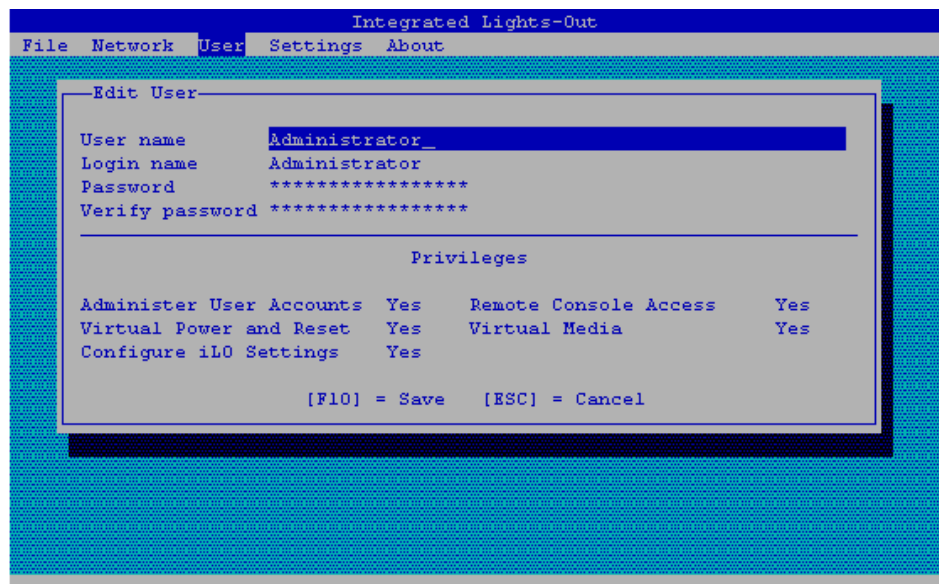 Integrated Lights-Out
File Network User Settings About
Edit User
User name Administrator_
Login name Administrator
Password *****************
Verify password *****************
Privileges
Administer User Accounts Yes Remote Console Access Yes
Virtual Power and Reset Yes Virtual Media Yes
Configure iLO Settings Yes
[F10] = Save [ESC] = Cancel